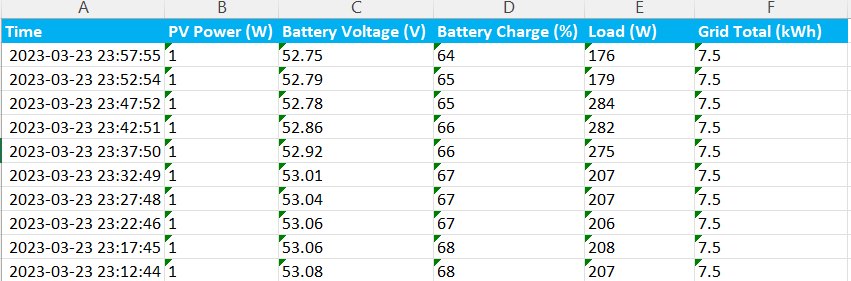 A B C D E F
Time PV Power (W) Battery Voltage (V) Battery Charge (%) Load (W) Grid Total (kWh)
2023-03-23 23:57:55 1 52.75 64 176 7.5
2023-03-23 23:52:54 1 52.79 65 179 7.5
2023-03-23 23:47:52 1 52.78 65 284 7.5
2023-03-23 23:42:51 1 52.86 66 282 7.5
2023-03-23 23:37:50 1 52.92 66 275 7.5
2023-03-23 23:32:49 1 53.01 67 207 7.5
2023-03-23 23:27:48 1 53.04 67 207 7.5
2023-03-23 23:22:46 1 53.06 67 206 7.5
2023-03-23 23:17:45 1 53.06 68 208 7.5
2023-03-23 23:12:44 1 53.08 68 207 7.5